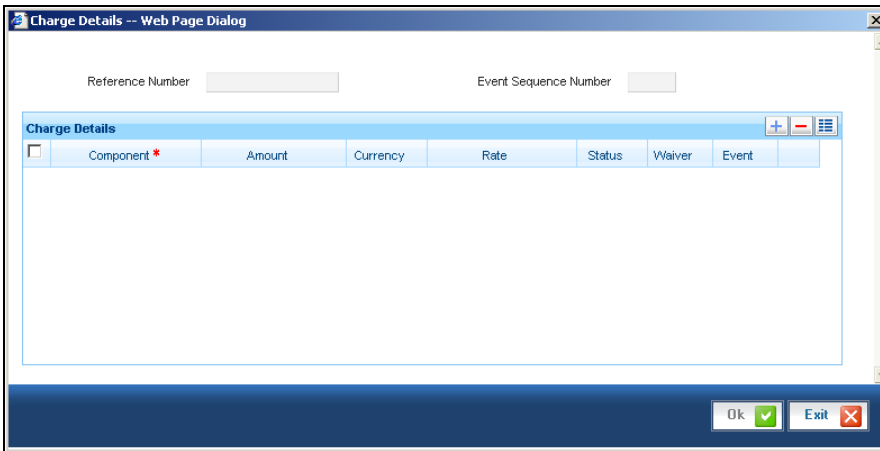 Charge Details -- Web Page Dialog
Reference Number Event Sequence Number
Charge Details
Component * Amount Currency Rate Status Waiver Event
Ok Exit